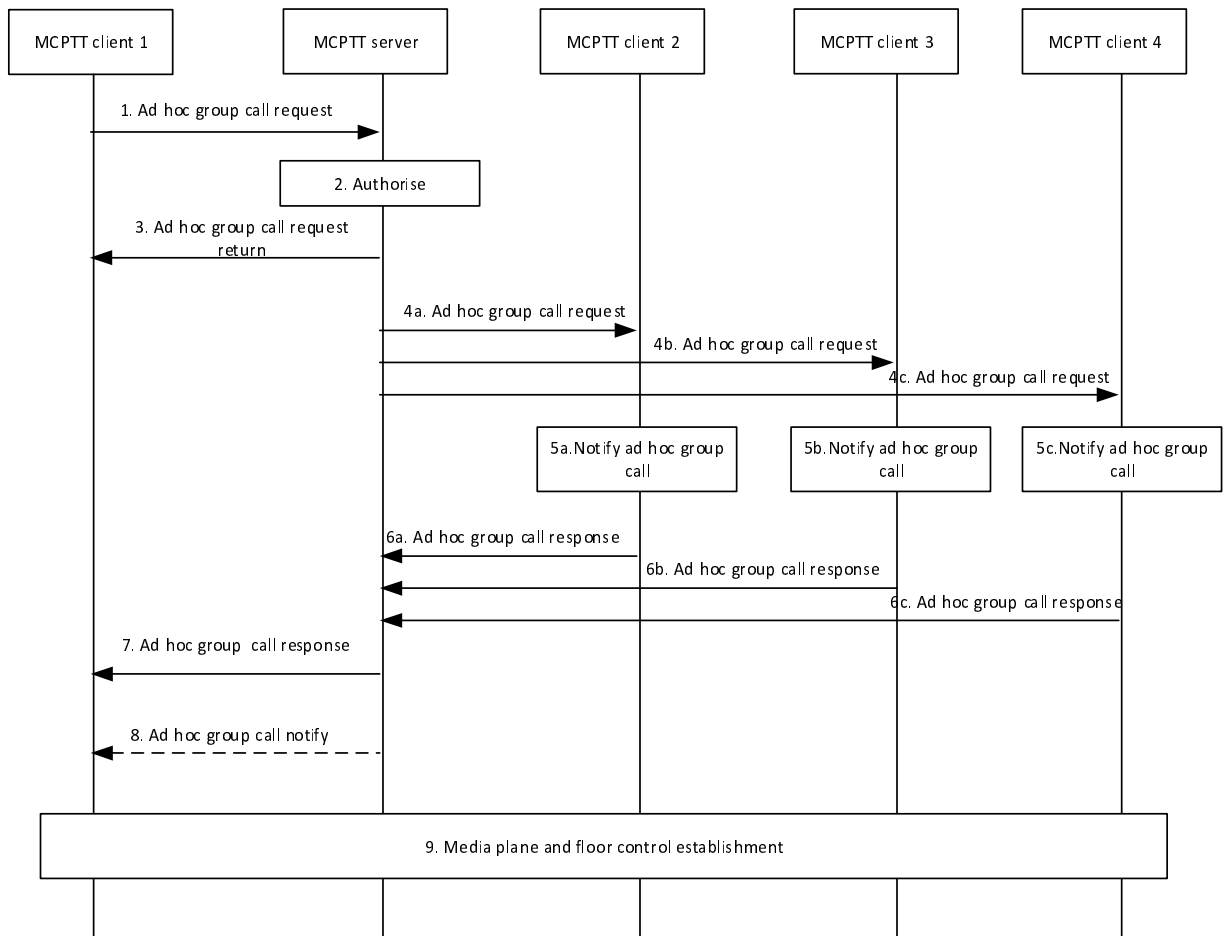 MCPTT client 1
MCPTT server
MCPTT client 2
MCPTT client 3
MCPTT client 4
1. Ad hoc group call request
2. Authorise
3. Ad hoc group call request
return
4a. Ad hoc group call request
4b. Ad hoc group call request
4c. Ad hoc group call request
5a.Notify ad hoc group
call
5b.Notify ad hoc group
call
5c.Notify ad hoc group
call
6a. Ad hoc group call response
6b. Ad hoc group call response
6c. Ad hoc group call response
7. Ad hoc group  call response
8. Ad hoc group call notify
9. Media plane and floor control establishment